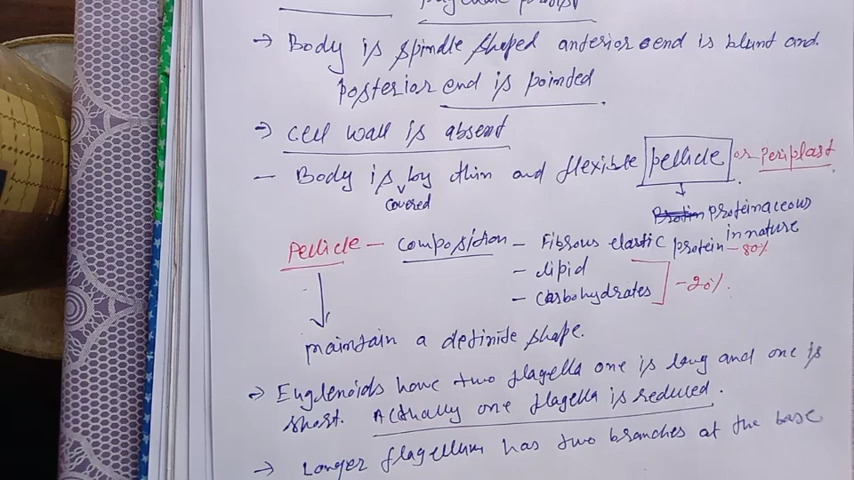 → Body is spindle shaped anterior end is blunt and
posterior end is pointed.
→ Cell wall is absent
- Body is by thin and flexible pellicle or periplast.
covered
↓
Protien proteinaceous
in nature
Pellicle - Composition - Fibrous elastic protein - 80%
- lipid
- Carbohydrates - 20%.
maintain a definite shape.
→ Euglenoids have two flagella one is long and one is
short. Actually one flagella is reduced.
→ Longer flagellum has two branches at the base